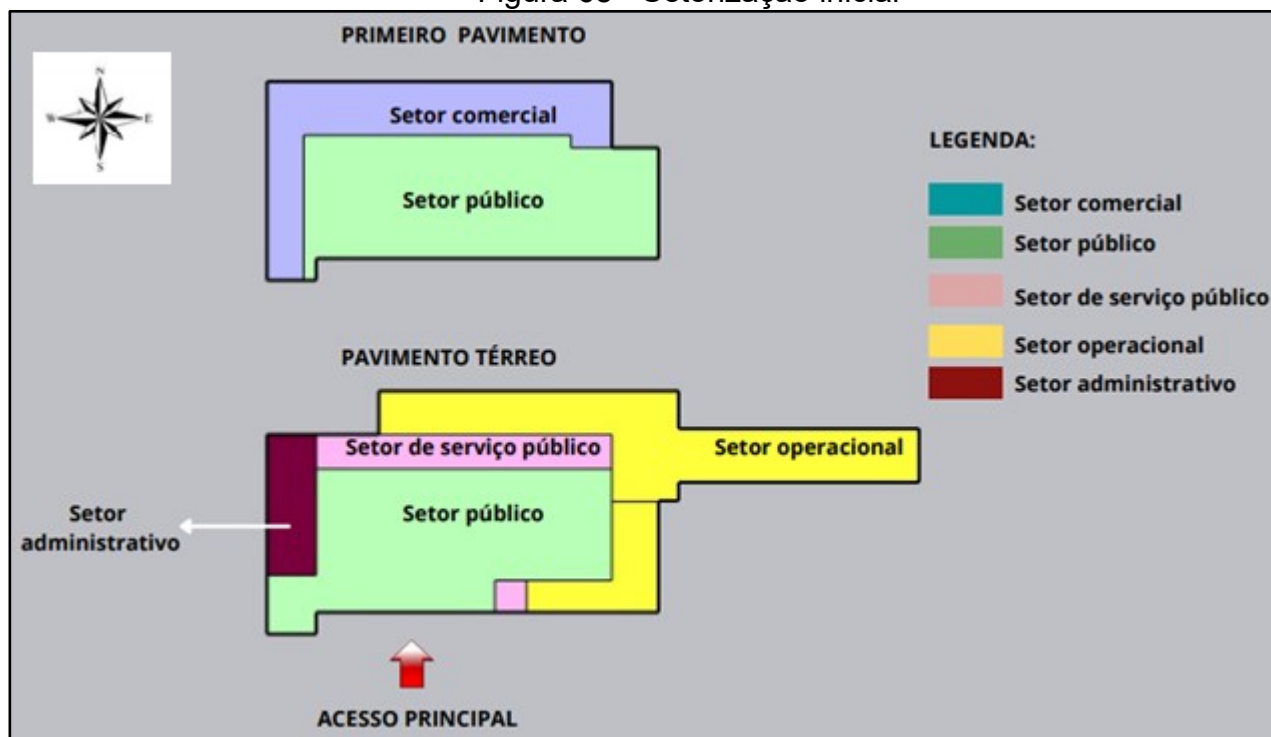 PRIMEIRO PAVIMENTO
N
W
E
S
Setor comercial
Setor público
LEGENDA:
Setor comercial
Setor público
Setor de serviço público
Setor operacional
Setor administrativo
PAVIMENTO TÉRREO
Setor de serviço público
Setor operacional
Setor público
Setor
administrativo
ACESSO PRINCIPAL